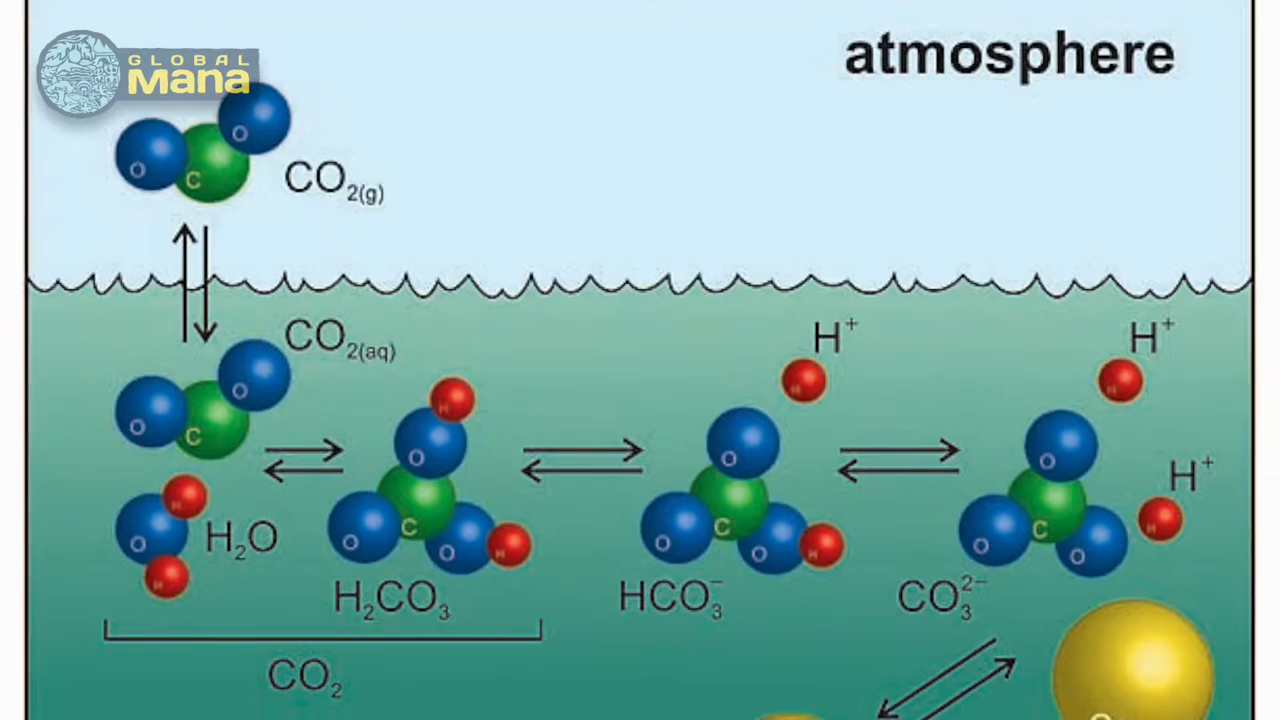 GLOBAL
Mana
atmosphere
O
O
C
CO₂(g)
H⁺
H⁺
CO₂(aq)
O
O
C
H
H
O
H₂O
H
O
O
C
O
H
H₂CO₃
H
O
O
C
O
H
HCO₃⁻
H
O
O
C
O
H⁺
H
CO₃²⁻
CO₂